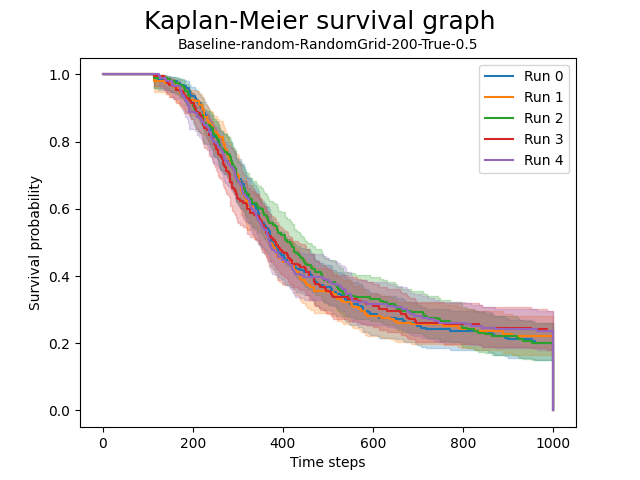 Kaplan-Meier survival graph
Baseline-random-RandomGrid-200-True-0.5
Survival probability
1.0
0.8
0.6
0.4
0.2
0.0
Run 0
Run 1
Run 2
Run 3
Run 4
0 200 400 600 800 1000
Time steps